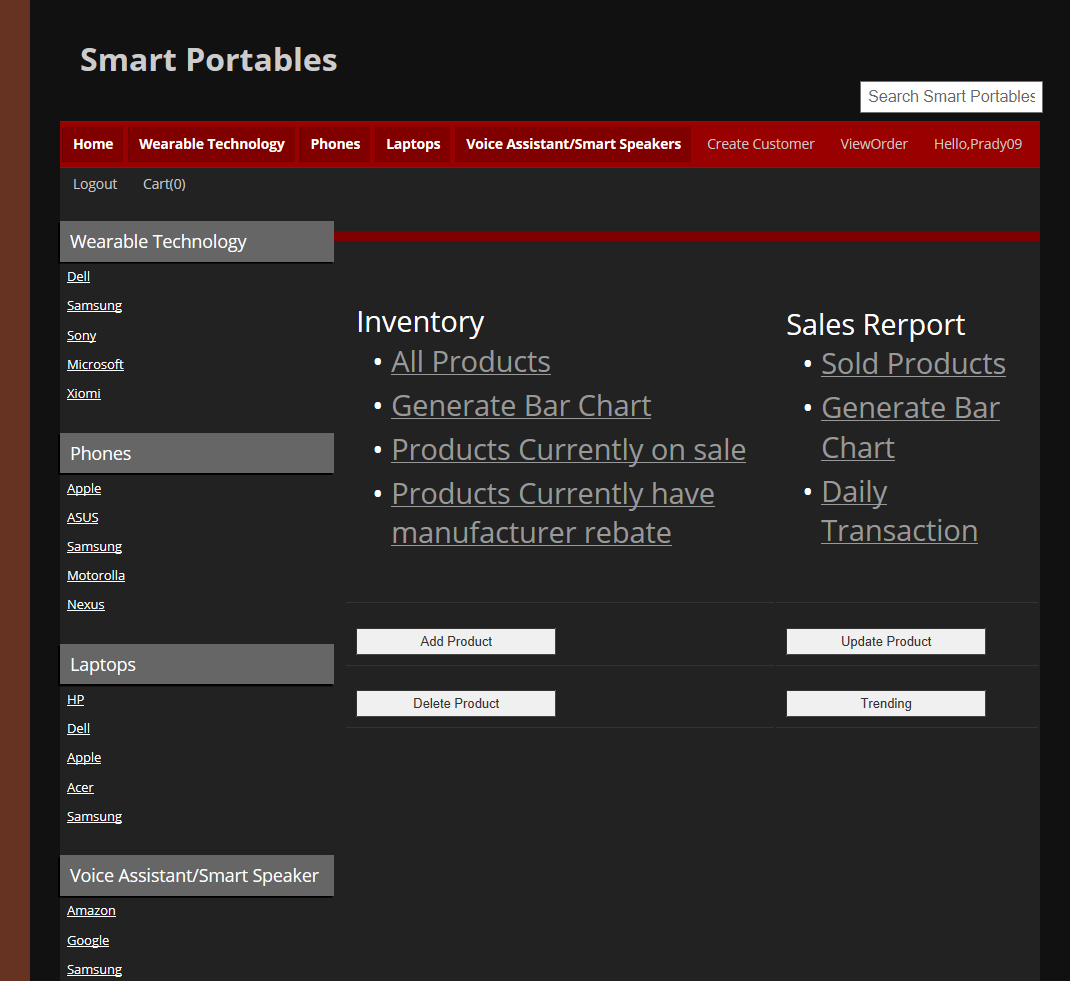 Smart Portables
Search Smart Portables
Home Wearable Technology Phones Laptops Voice Assistant/Smart Speakers Create Customer ViewOrder Hello,Prady09
Logout Cart(0)
Wearable Technology
Dell
Samsung
Sony
Microsoft
Xiomi
Phones
Apple
ASUS
Samsung
Motorolla
Nexus
Laptops
HP
Dell
Apple
Acer
Samsung
Voice Assistant/Smart Speaker
Amazon
Google
Samsung
Inventory
• All Products
• Generate Bar Chart
• Products Currently on sale
• Products Currently have
manufacturer rebate
Sales Rerport
• Sold Products
• Generate Bar
Chart
• Daily
Transaction
Add Product
Update Product
Delete Product
Trending